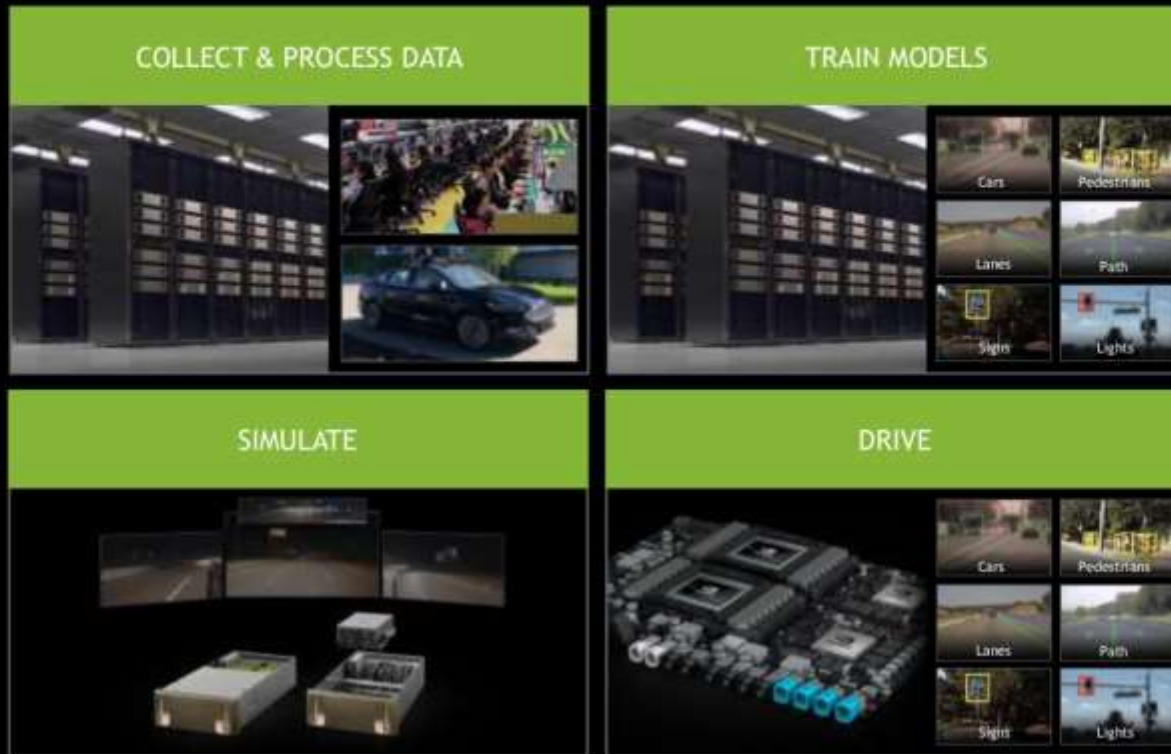 COLLECT & PROCESS DATA
TRAIN MODELS
Cars
Pedestrians
Lanes
Path
Signs
Lights
SIMULATE
DRIVE
Cars
Pedestrians
Lanes
Path
Signs
Lights